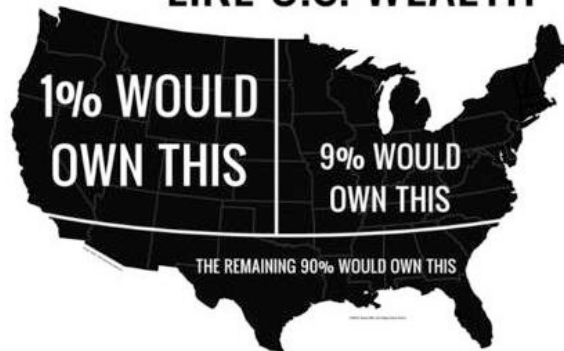 LIKE U.S. WEALTH
1% WOULD
OWN THIS
9% WOULD
OWN THIS
THE REMAINING 90% WOULD OWN THIS